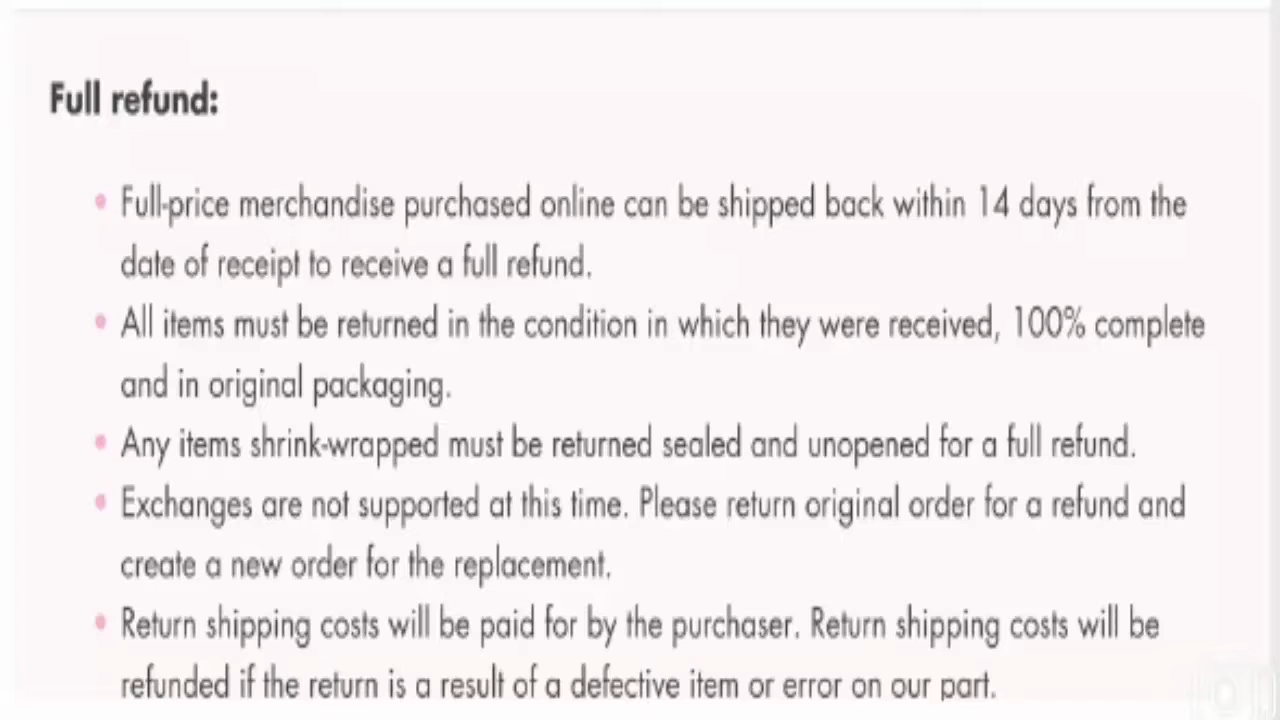 Full refund:
• Full-price merchandise purchased online can be shipped back within 14 days from the
date of receipt to receive a full refund.
• All items must be returned in the condition in which they were received, 100% complete
and in original packaging.
• Any items shrink-wrapped must be returned sealed and unopened for a full refund.
• Exchanges are not supported at this time. Please return original order for a refund and
create a new order for the replacement.
• Return shipping costs will be paid for by the purchaser. Return shipping costs will be
refunded if the return is a result of a defective item or error on our part.